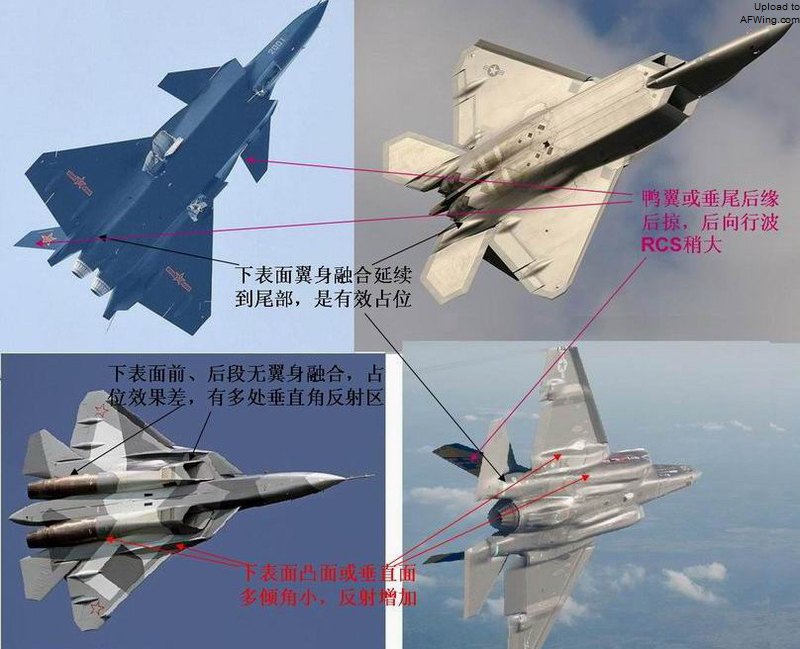 Upload to
AFWing.com
2001
鸭翼或垂尾后缘
后掠，后向行波
RCS稍大
下表面翼身融合延续
到尾部，是有效占位
下表面前、后段无翼身融合，占
位效果差，有多处垂直角反射区
下表面凸面或垂直面
多倾角小，反射增加